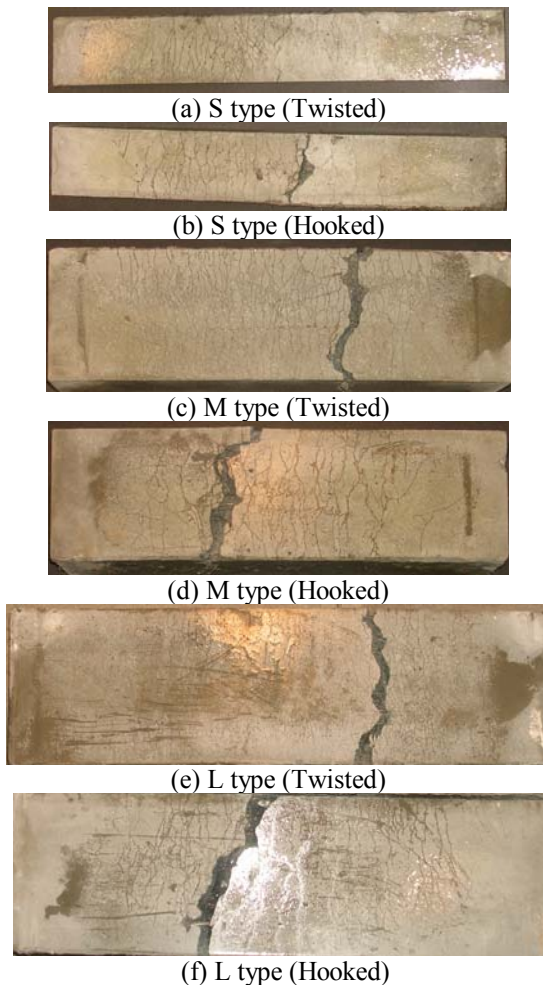 (a) S type (Twisted)
(b) S type (Hooked)
(c) M type (Twisted)
(d) M type (Hooked)
(e) L type (Twisted)
(f) L type (Hooked)